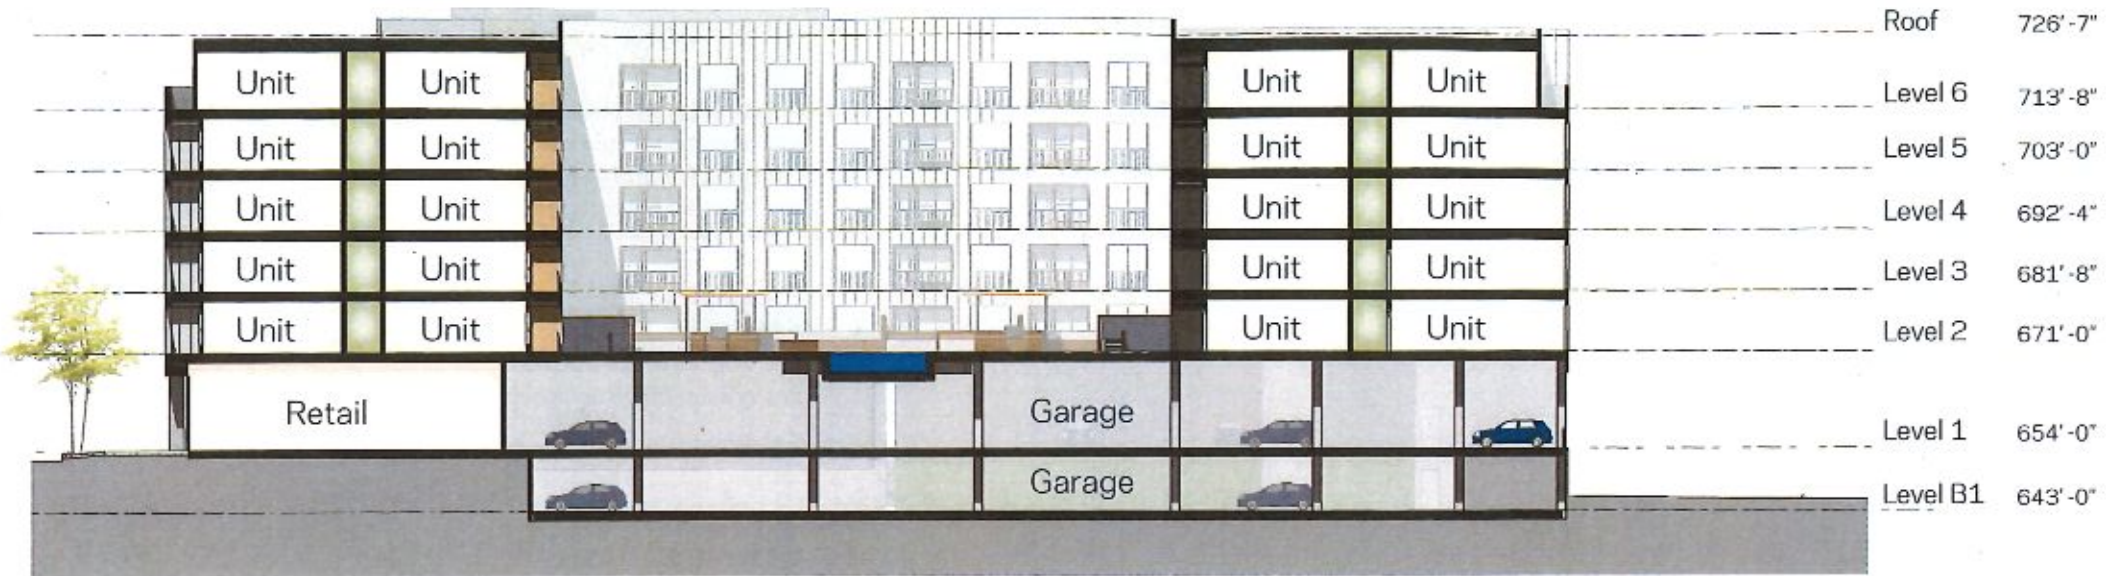 Roof 726'-7"
Unit Unit Unit Unit Level 6 713'-8"
Unit Unit Unit Unit Level 5 703'-0"
Unit Unit Unit Unit Level 4 692'-4"
Unit Unit Unit Unit Level 3 681'-8"
Unit Unit Unit Unit Level 2 671'-0"
Retail Garage Level 1 654'-0"
Garage Level B1 643'-0"